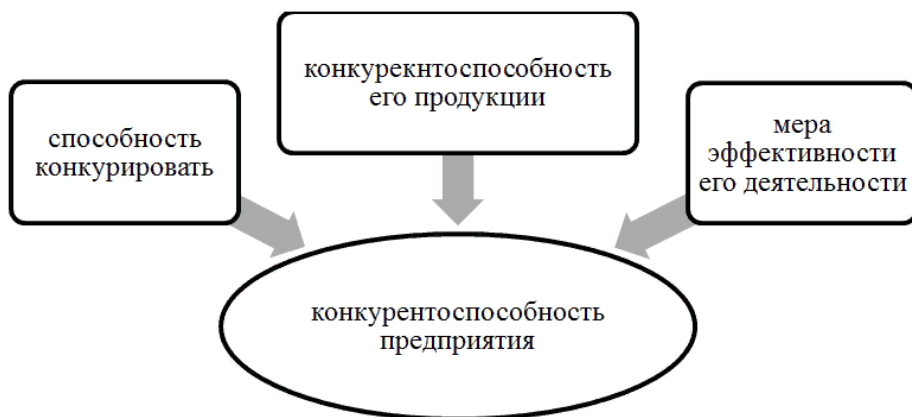 конкурекнтоспособность
его продукции
способность
конкурировать
мера
эффективности
его деятельности
конкурентоспособность
предприятия